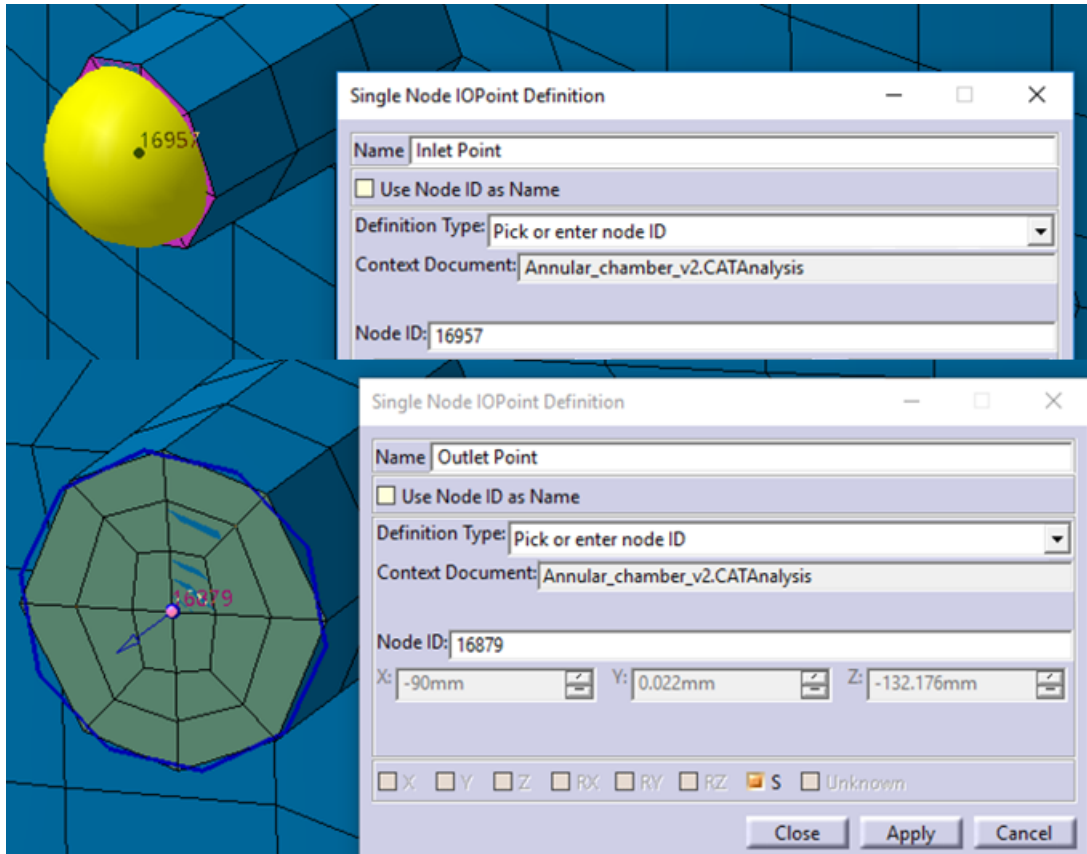 16957
Single Node IOPoint Definition
Name Inlet Point
Use Node ID as Name
Definition Type: Pick or enter node ID
Context Document: Annular_chamber_v2.CATAnalysis
Node ID: 16957
16879
Single Node IOPoint Definition
Name Outlet Point
Use Node ID as Name
Definition Type: Pick or enter node ID
Context Document: Annular_chamber_v2.CATAnalysis
Node ID: 16879
X: -90mm Y: 0.022mm Z: -132.176mm
X Y Z RX RY RZ S Unknown
Close Apply Cancel